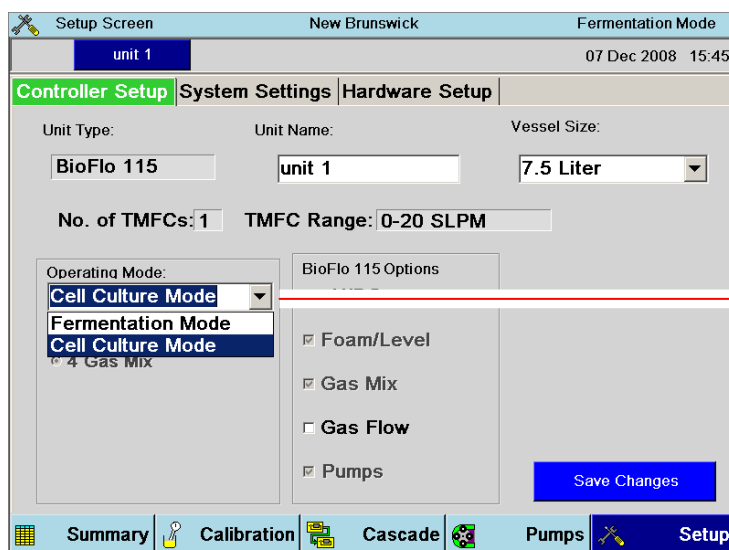 Setup Screen New Brunswick Fermentation Mode
unit 1 07 Dec 2008 15:45
Controller Setup System Settings Hardware Setup
Unit Type: Unit Name: Vessel Size:
BioFlo 115 unit 1 7.5 Liter
No. of TMFCs: 1 TMFC Range: 0-20 SLPM
Operating Mode: BioFlo 115 Options
Cell Culture Mode
Fermentation Mode
Cell Culture Mode Foam/Level
4 Gas Mix
Gas Mix
Gas Flow
Pumps
Save Changes
Summary Calibration Cascade Pumps Setup